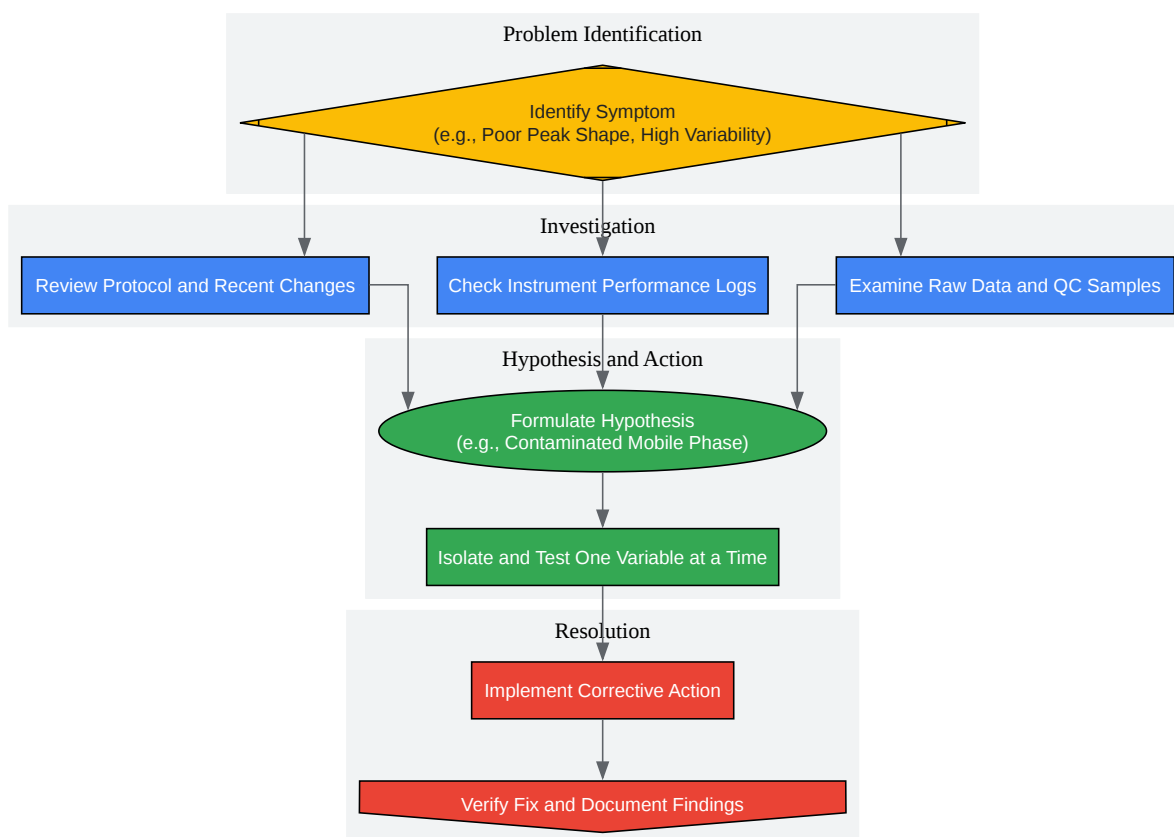 Problem Identification
Identify Symptom
(e.g., Poor Peak Shape, High Variability)
Investigation
Review Protocol and Recent Changes
Check Instrument Performance Logs
Examine Raw Data and QC Samples
Hypothesis and Action
Formulate Hypothesis
(e.g., Contaminated Mobile Phase)
Isolate and Test One Variable at a Time
Resolution
Implement Corrective Action
Verify Fix and Document Findings